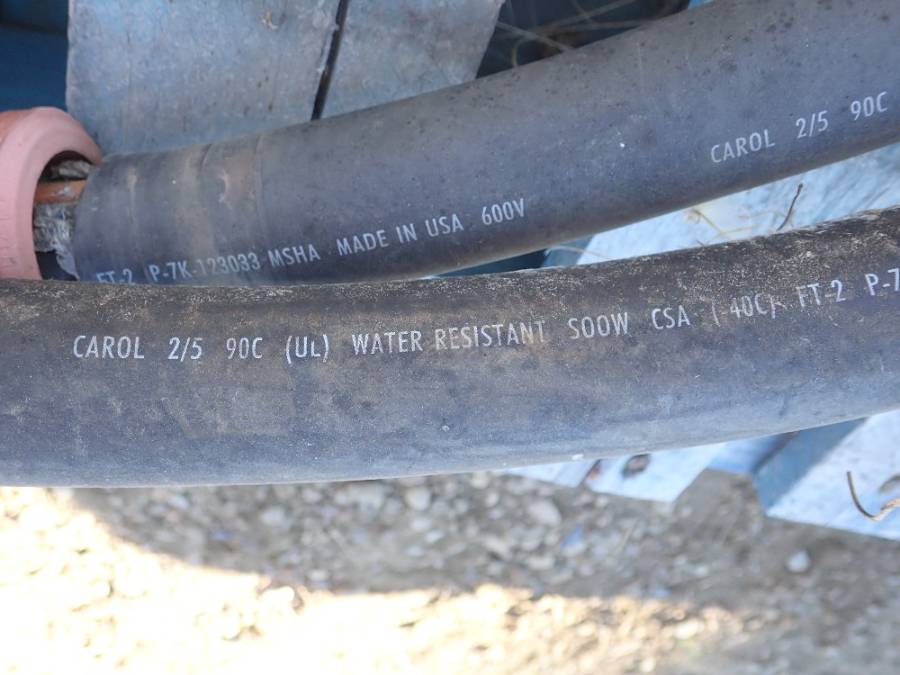 CAROL 2/5 90C
FT-2 P-7K-123033 MSHA MADE IN USA 600V
CAROL 2/5 90C (UL) WATER RESISTANT SOOW CSA (-40C) FT-2 P-7